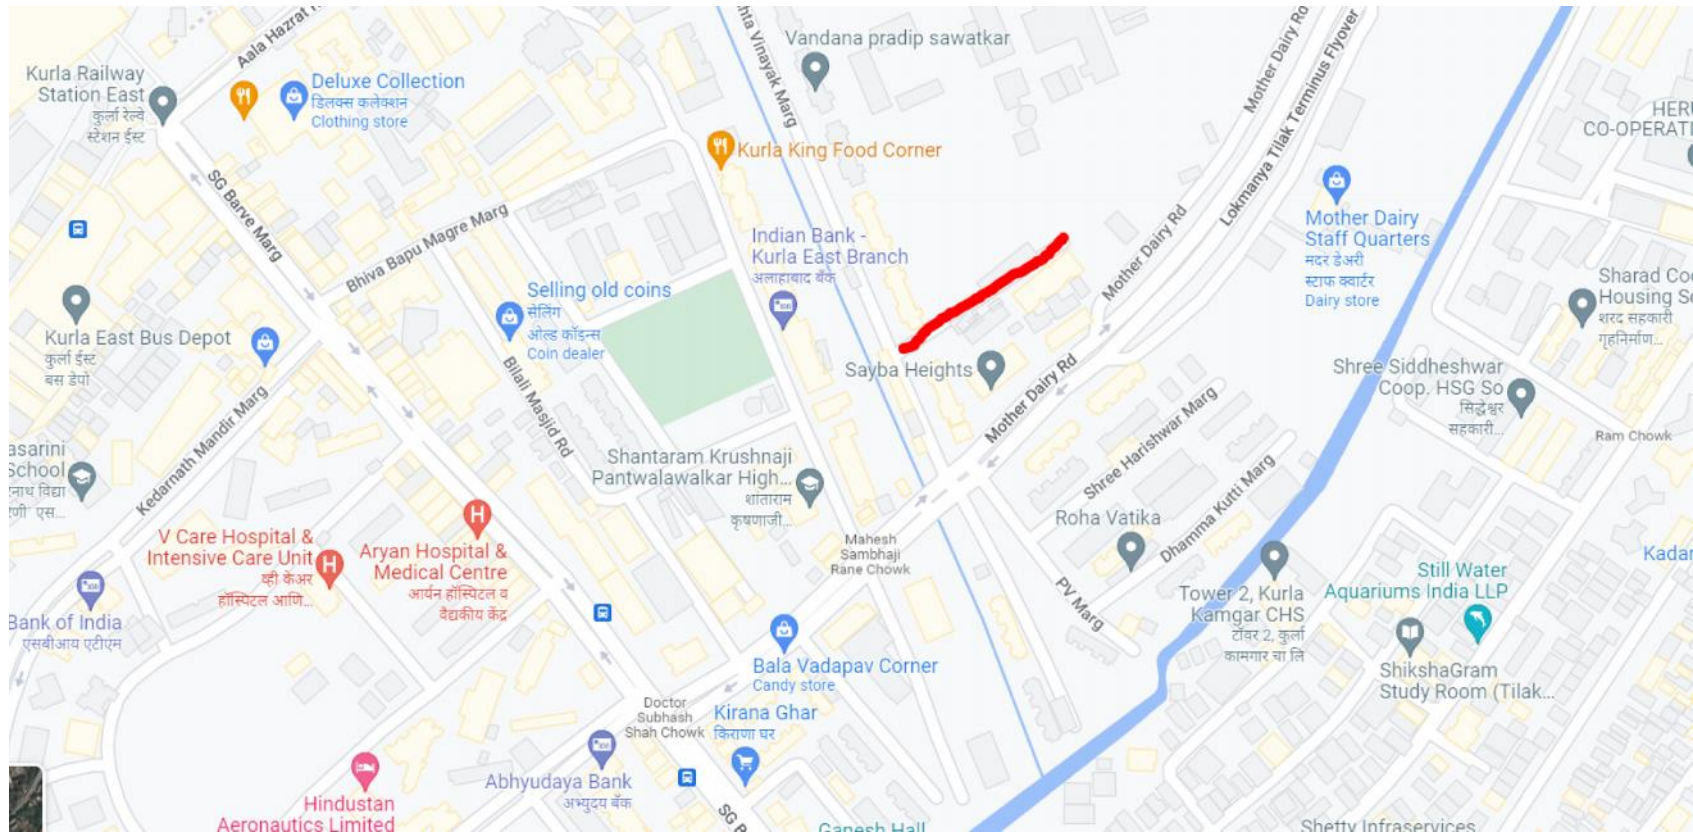 Aala Hazrat
Kurla Railway
Station East
कुर्ला रेल्वे
स्टेशन ईस्ट
Deluxe Collection
डिलक्स कलेक्शन
Clothing store
Vinayak Marg
Vandana pradip sawatkar
Mother Dairy Rd
Lokmanya Tilak Terminus Flyover
CO-OPERATI
Kurla King Food Corner
SG Barve Marg
Bhiva Bapu Magre Marg
Indian Bank -
Kurla East Branch
अलाहाबाद बँक
Mother Dairy Rd
Mother Dairy
Staff Quarters
मदर डेअरी
स्टाफ क्वार्टर
Dairy store
Sharad Coo
Housing So
शरद सहकारी
गृहनिर्माण...
Selling old coins
सेलिंग
ओल्ड कॉइन्स
Coin dealer
Kurla East Bus Depot
कुर्ला ईस्ट
बस डेपो
Sayba Heights
Mother Dairy Rd
Shree Siddheshwar
Coop. HSG So
सिद्धेश्वर
सहकारी...
Ram Chowk
Bilali Masjid Rd
Kedarnath Mandir Marg
asarini
School
नाथ विद्या
Shantaram Krushnaji
Pantwalawalkar High...
शांताराम
कृषणाजी...
Shree Harishwar Marg
Dhamma Kutti Marg
Roha Vatika
V Care Hospital &
Intensive Care Unit
व्ही केअर
हॉस्पिटल आणि...
Aryan Hospital &
Medical Centre
आर्यन हॉस्पिटल व
वैद्यकीय केंद्र
Mahesh
Sambhaji
Rane Chowk
PV Marg
Tower 2, Kurla
Kamgar CHS
टॉवर 2, कुर्ला
कामगार चा लि
Still Water
Aquariums India LLP
Kadar
Bank of India
एसबीआय एटीएम
Bala Vadapav Corner
Candy store
ShikshaGram
Study Room (Tilak...
Doctor
Subhash
Shah Chowk
Kirana Ghar
किराणा घर
Abhyudaya Bank
अभ्युदय बँक
Hindustan
Aeronautics Limited
SG
Ganesh Hall
Shetty Infraservices